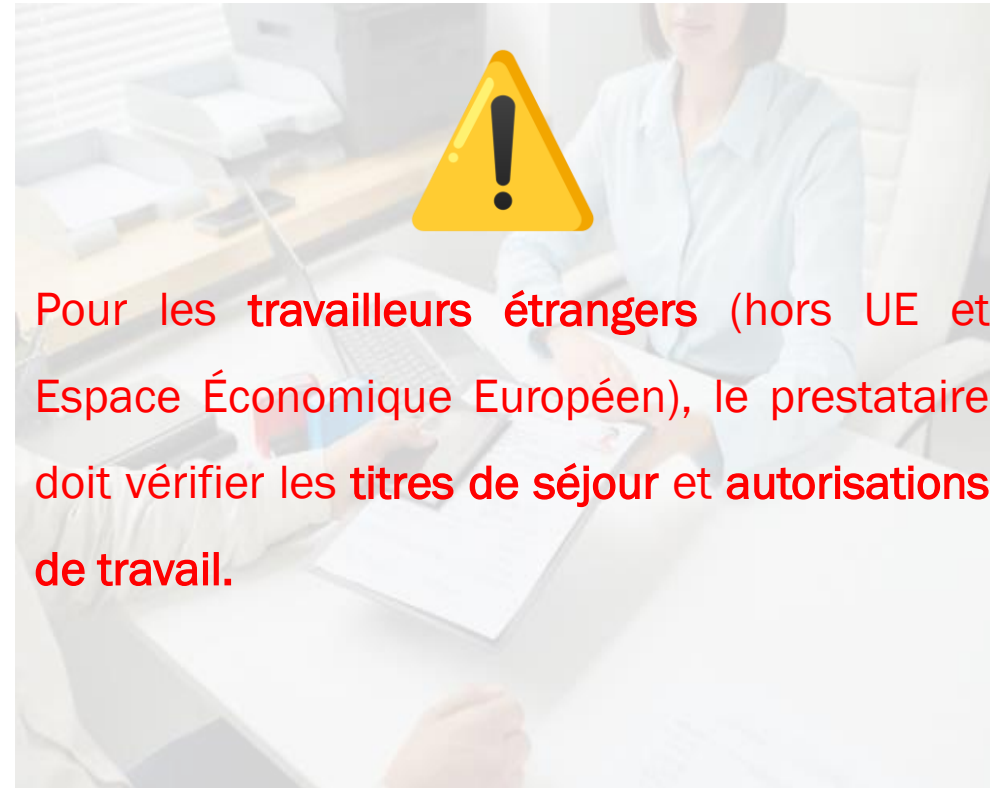 Pour les travailleurs étrangers (hors UE et
Espace Économique Européen), le prestataire
doit vérifier les titres de séjour et autorisations
de travail.